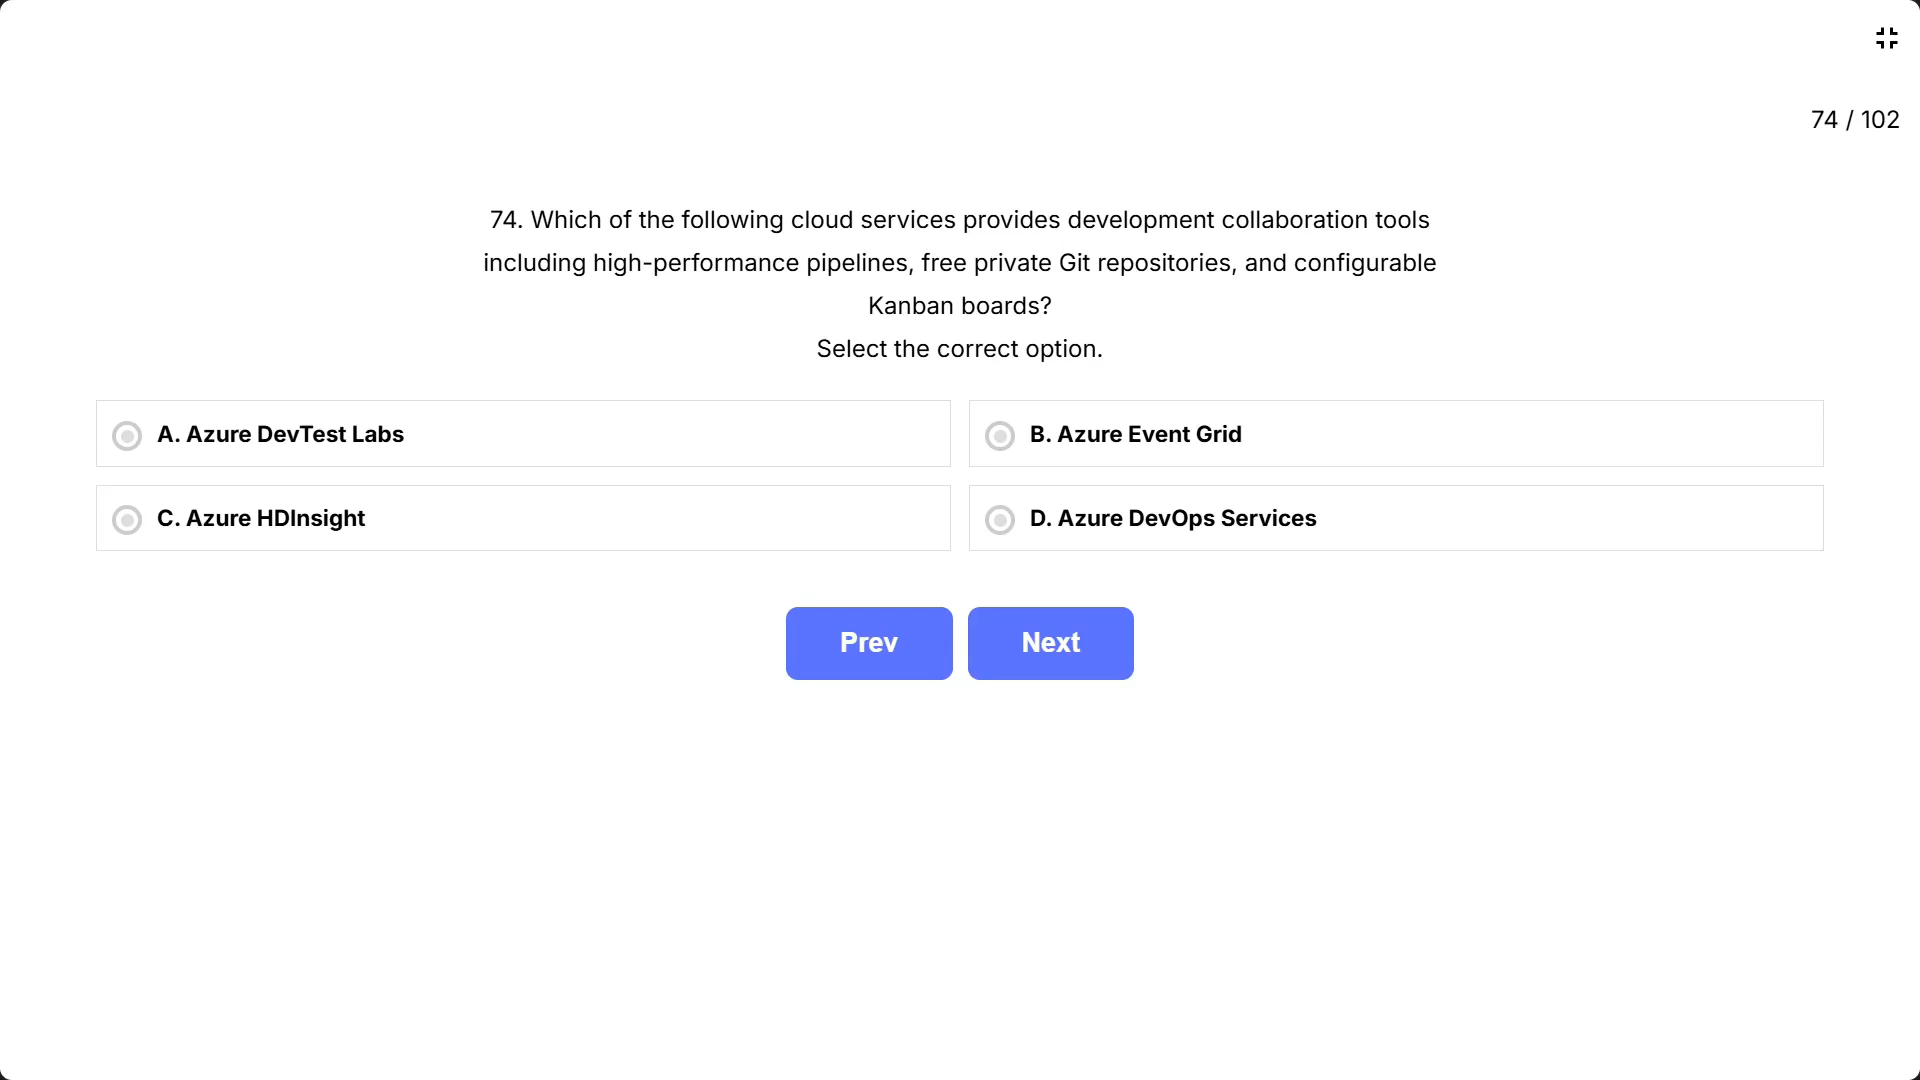 74 / 102
74. Which of the following cloud services provides development collaboration tools
including high-performance pipelines, free private Git repositories, and configurable
Kanban boards?
Select the correct option.
A. Azure DevTest Labs
B. Azure Event Grid
C. Azure HDInsight
D. Azure DevOps Services
Prev
Next